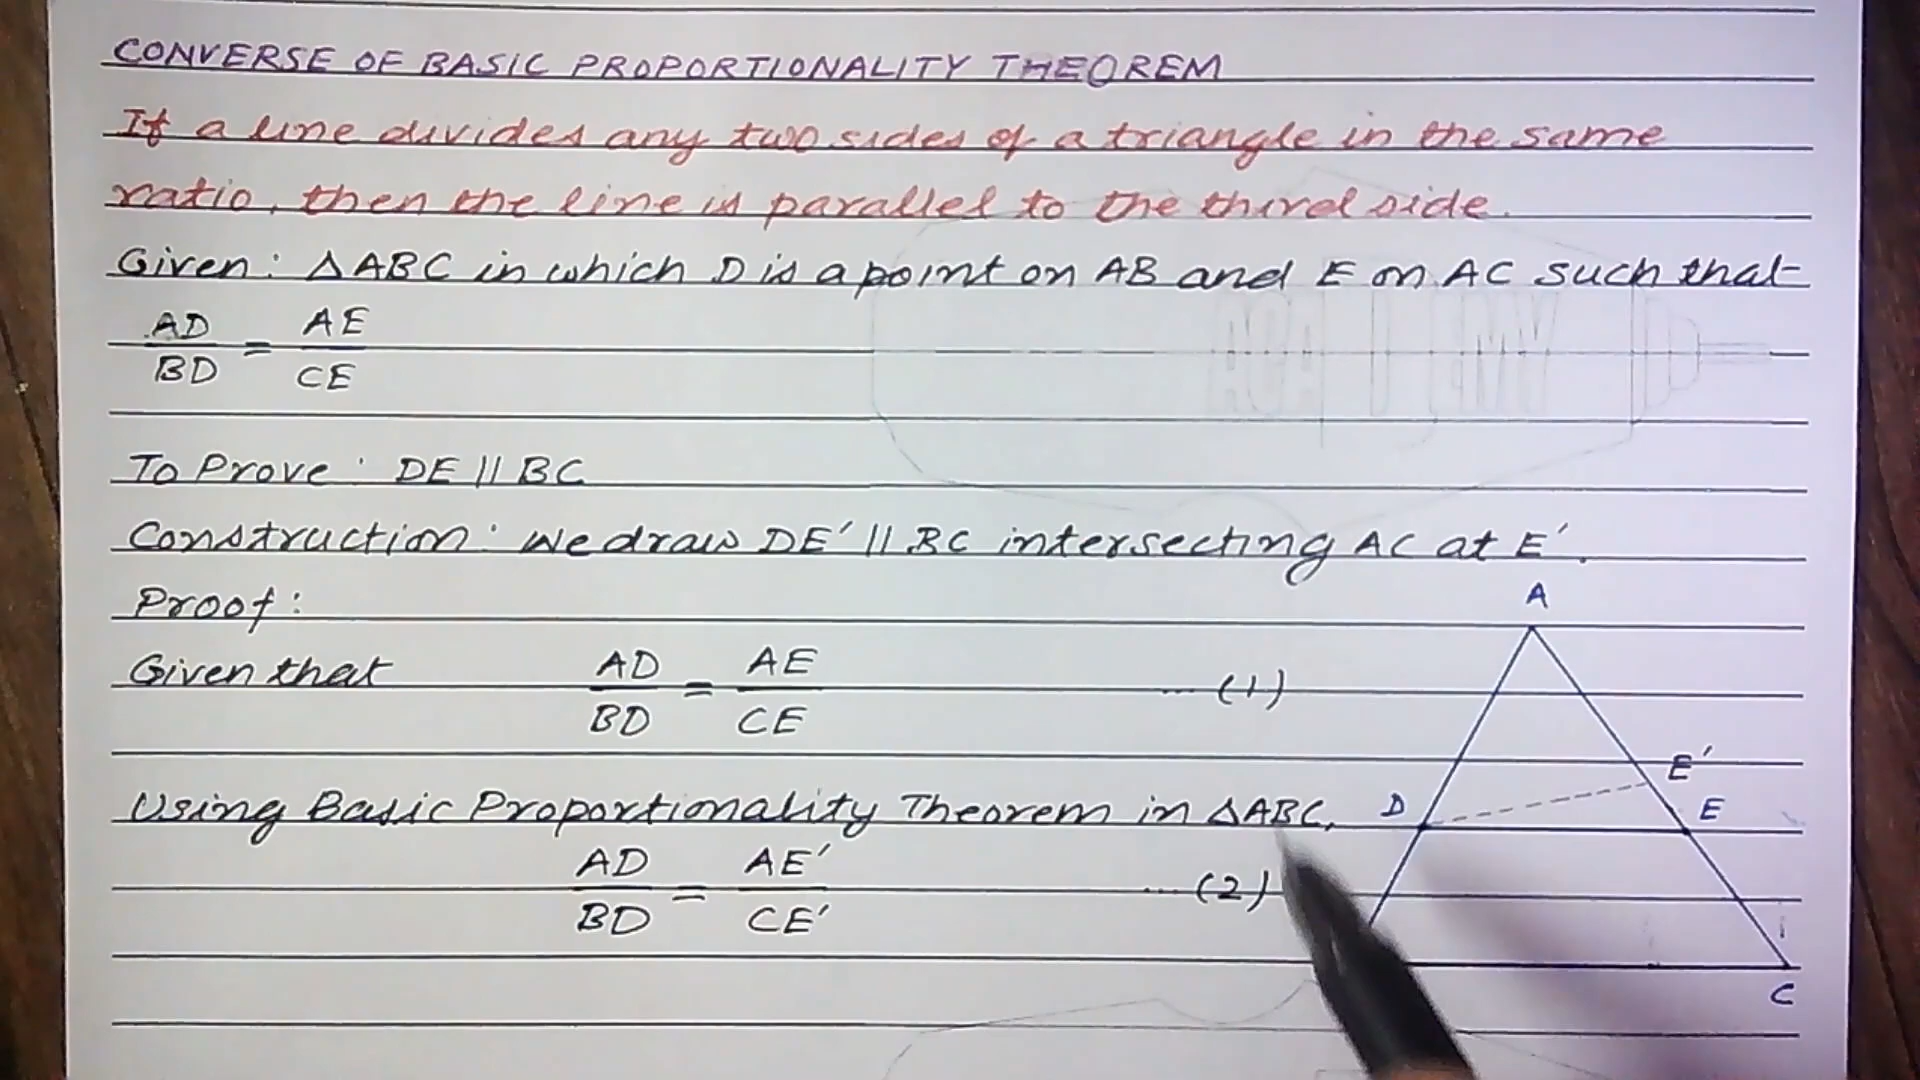 CONVERSE OF BASIC PROPORTIONALITY THEOREM
If a line divides any two sides of a triangle in the same
ratio, then the line is parallel to the third side.
Given: △ABC in which D is a point on AB and E on AC such that
AD/BD = AE/CE
To Prove: DE || BC
Construction: We draw DE' || BC intersecting AC at E'.
Proof:
Given that AD/BD = AE/CE ... (1)
Using Basic Proportionality Theorem in △ABC,
AD/BD = AE'/CE' ... (2)
A
E'
D
E
C